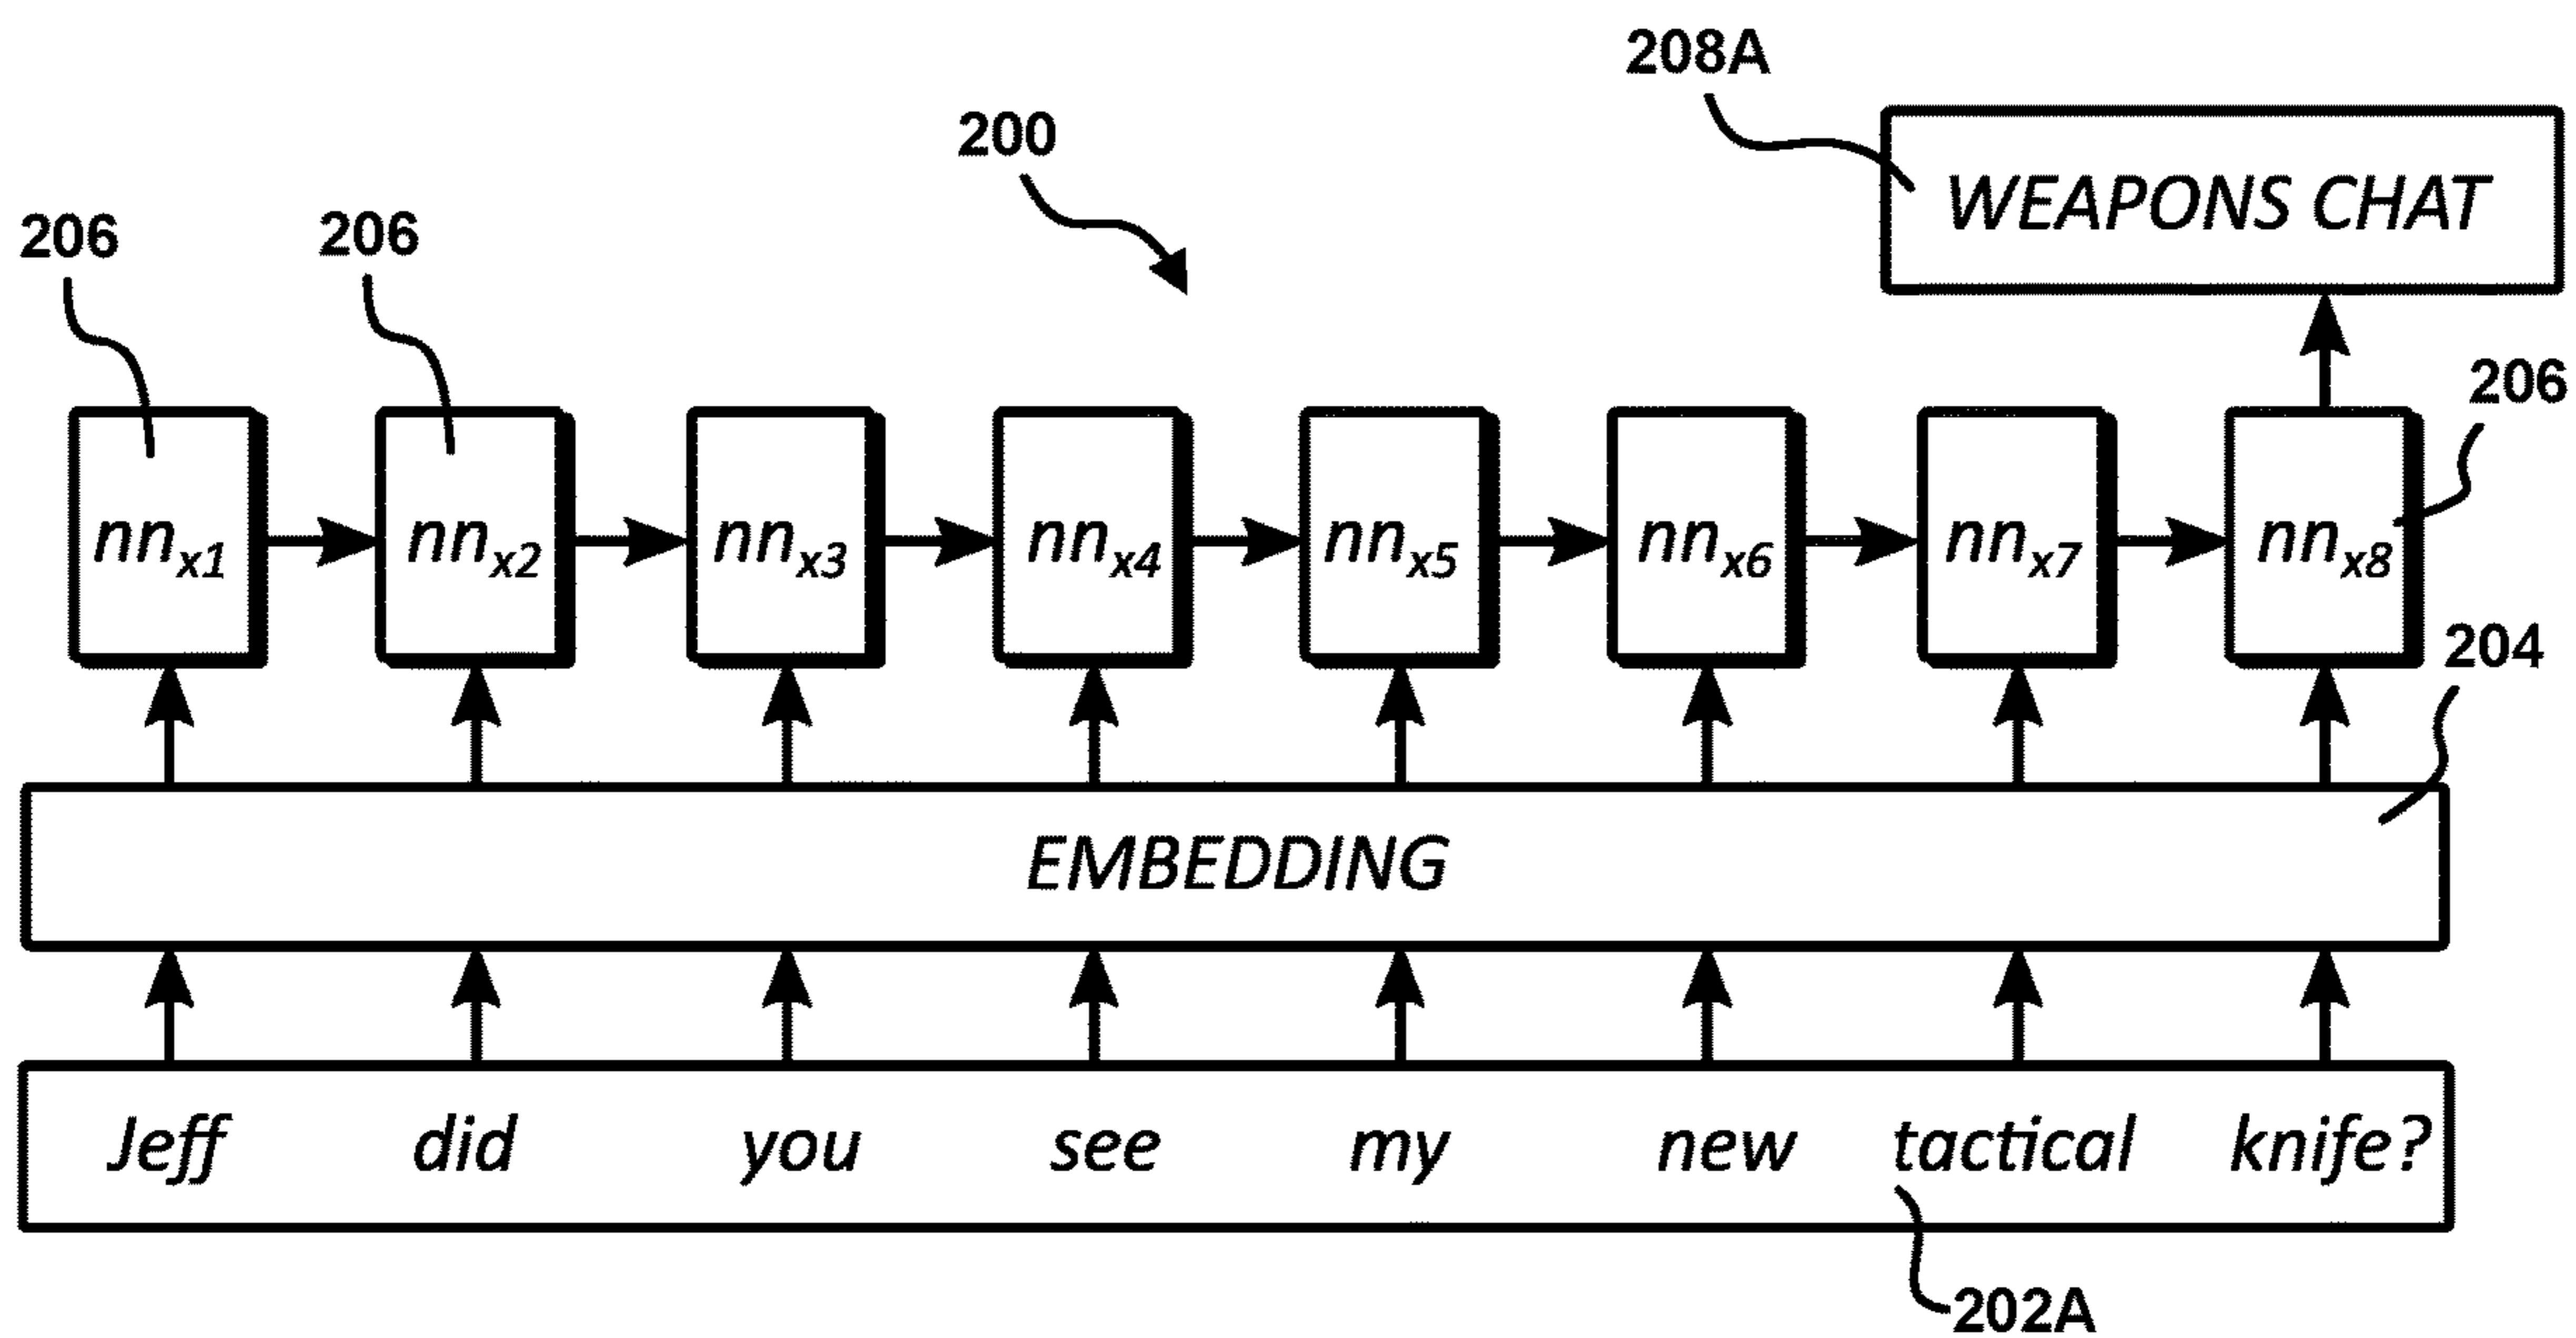 208A
200
WEAPONS CHAT
206 206
206
nnx1 nnx2 nnx3 nnx4 nnx5 nnx6 nnx7 nnx8
204
EMBEDDING
Jeff did you see my new tactical knife?
202A